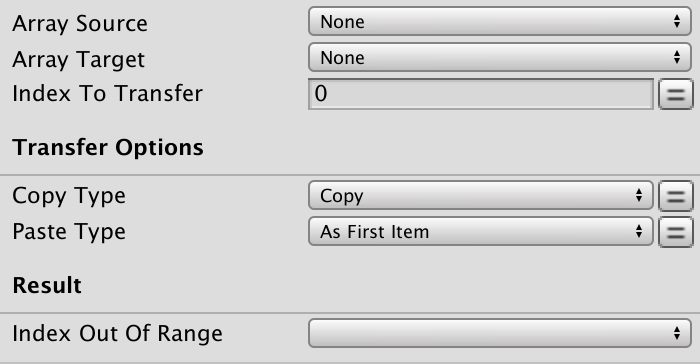 Array Source None
Array Target None
Index To Transfer 0
Transfer Options
Copy Type Copy
Paste Type As First Item
Result
Index Out Of Range